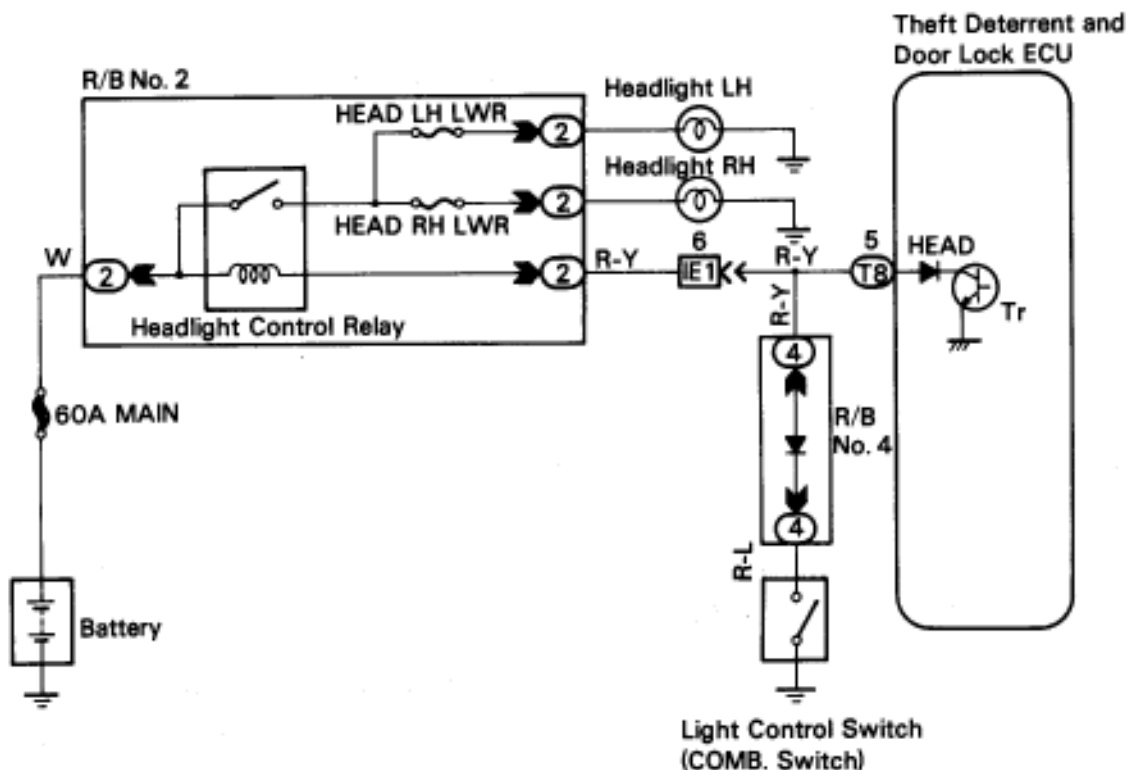 Theft Deterrent and
Door Lock ECU
R/B No. 2
HEAD LH LWR
2
Headlight LH
HEAD RH LWR
2
Headlight RH
W
2
2
R-Y
6
IE1
R-Y
5
T8
HEAD
Tr
Headlight Control Relay
R-Y
4
60A MAIN
R/B
No. 4
4
R-L
Battery
Light Control Switch
(COMB. Switch)